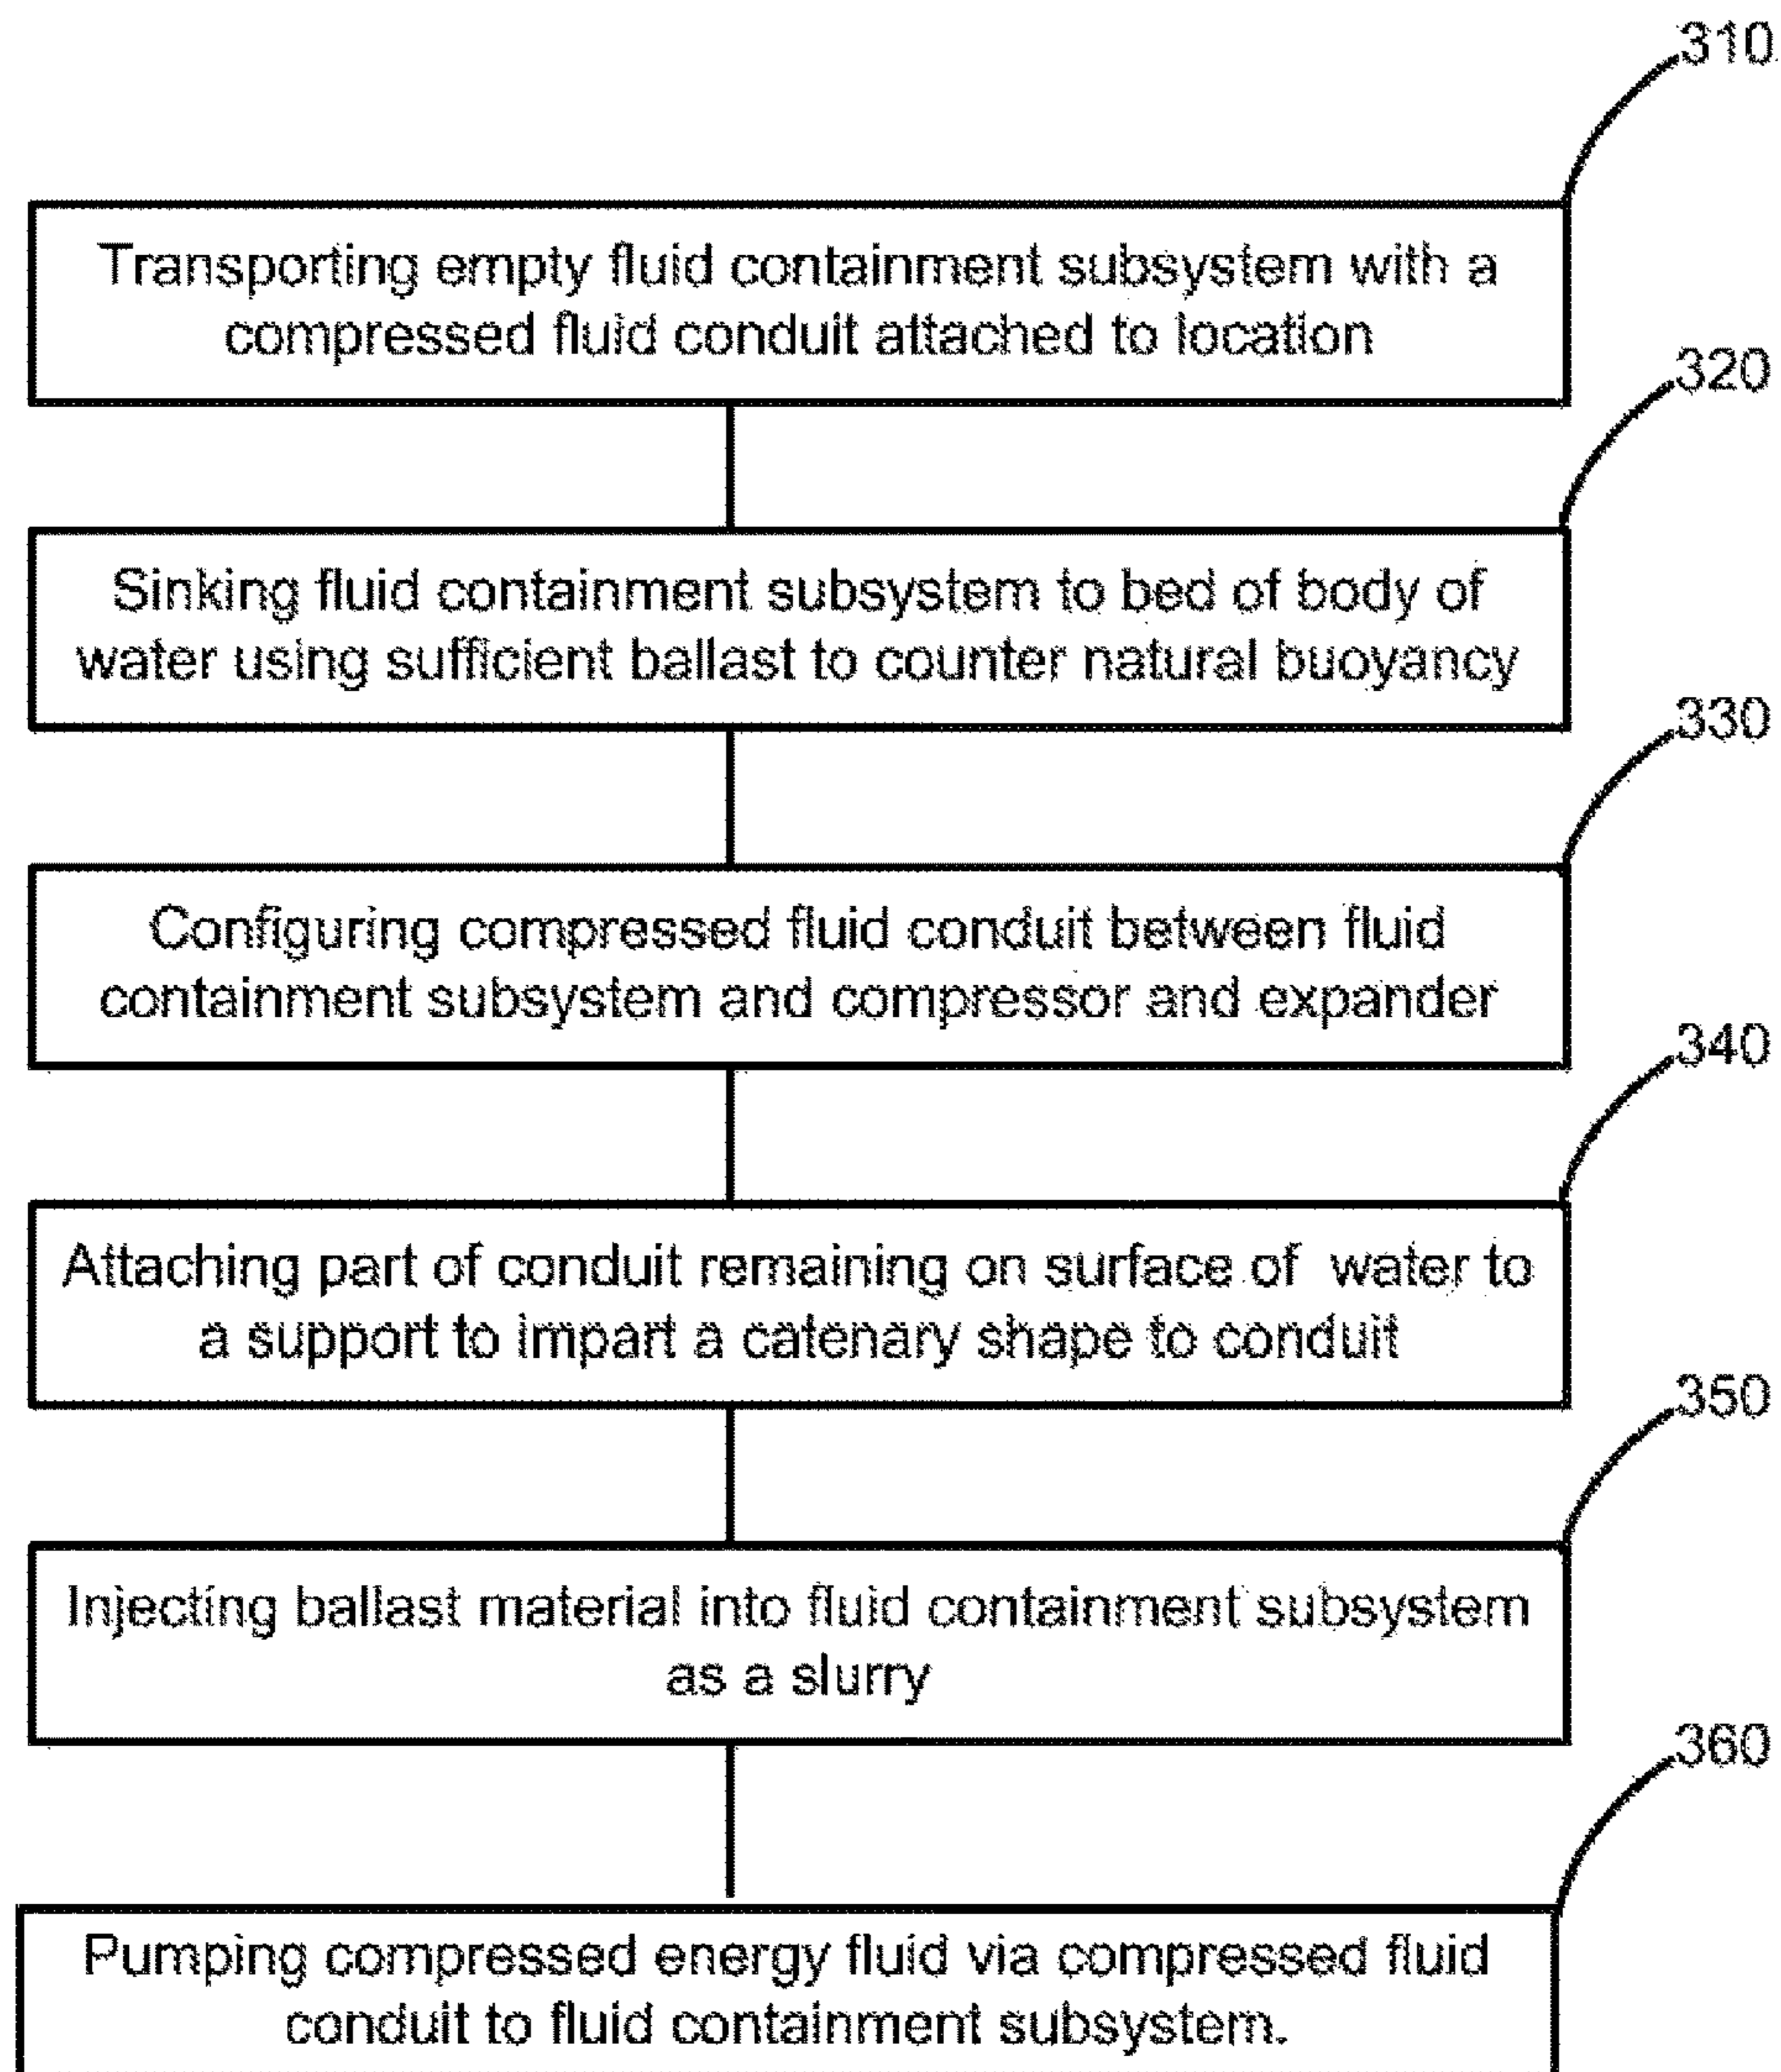 310
Transporting empty fluid containment subsystem with a
compressed fluid conduit attached to location
320
Sinking fluid containment subsystem to bed of body of
water using sufficient ballast to counter natural buoyancy
330
Configuring compressed fluid conduit between fluid
containment subsystem and compressor and expander
340
Attaching part of conduit remaining on surface of water to
a support to impart a catenary shape to conduit
350
Injecting ballast material into fluid containment subsystem
as a slurry
360
Pumping compressed energy fluid via compressed fluid
conduit to fluid containment subsystem.